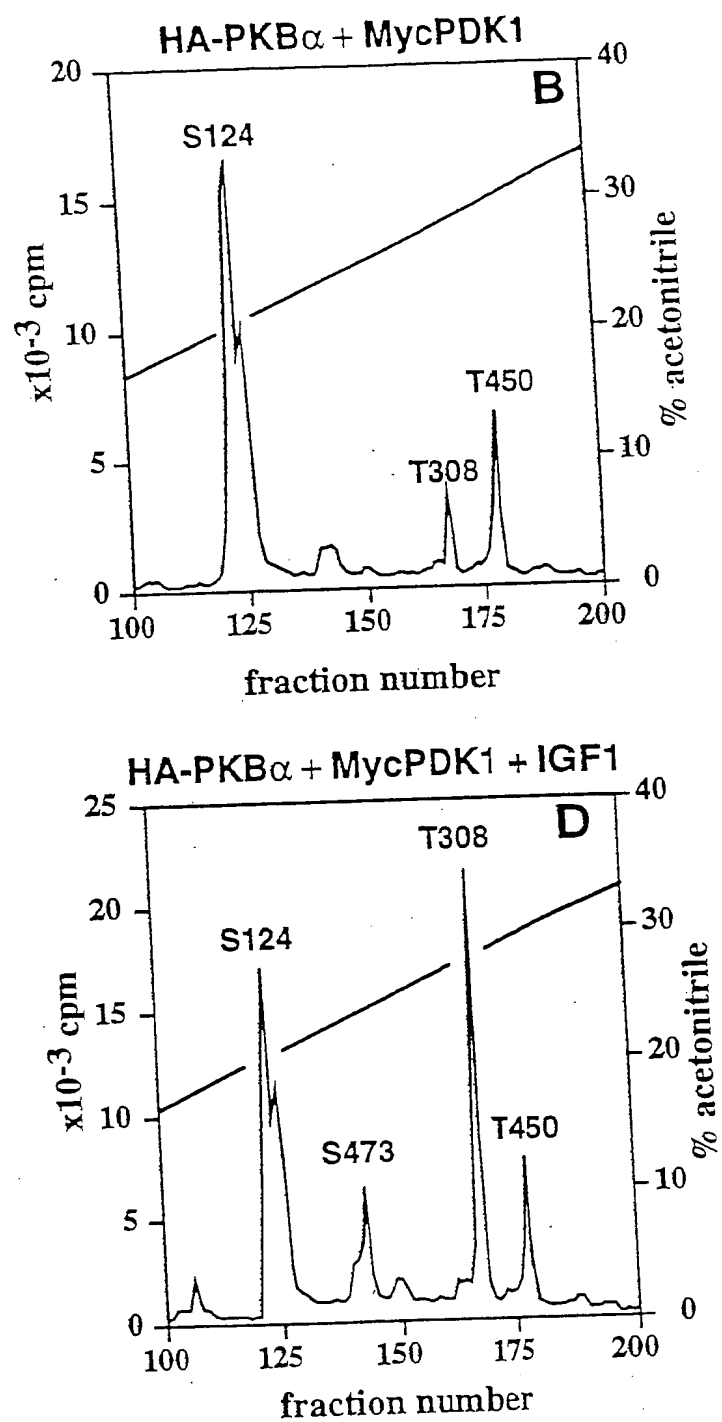 HA-PKBα + MycPDK1
B
20
15
10
5
0
x10-3 cpm
40
30
20
10
0
% acetonitrile
S124
T308
T450
100 125 150 175 200
fraction number
HA-PKBα + MycPDK1 + IGF1
D
25
20
15
10
5
0
x10-3 cpm
40
30
20
10
0
% acetonitrile
S124
S473
T308
T450
100 125 150 175 200
fraction number